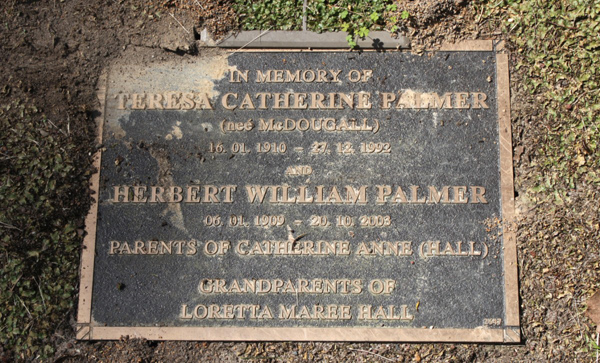 IN MEMORY OF
TERESA CATHERINE PALMER
(neé McDOUGALL)
16. 01. 1910 – 27. 12. 1992
AND
HERBERT WILLIAM PALMER
06. 01. 1909 – 20. 10. 2003
PARENTS OF CATHERINE ANNE (HALL)
GRANDPARENTS OF
LORETTA MAREE HALL